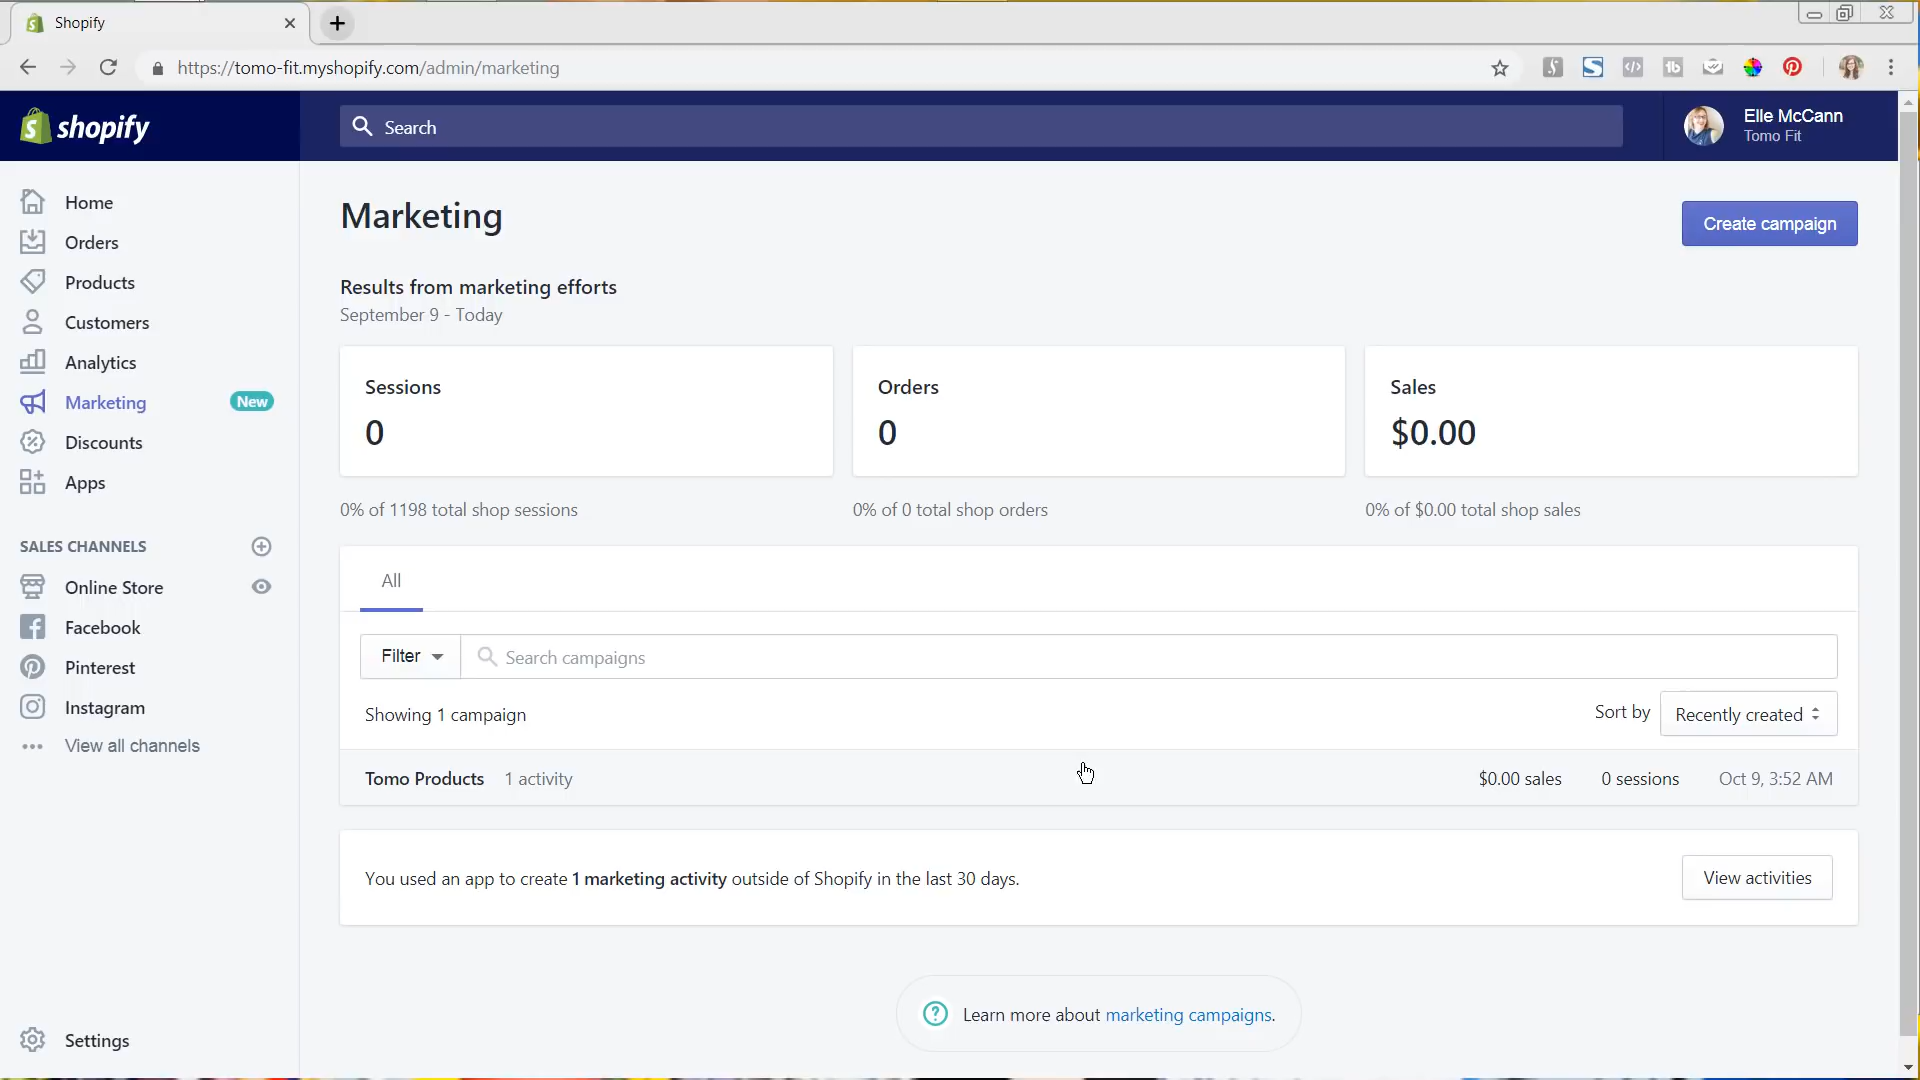 Shopify
https://tomo-fit.myshopify.com/admin/marketing
shopify
Search
Elle McCann
Tomo Fit
Home
Orders
Products
Customers
Analytics
Marketing New
Discounts
Apps
SALES CHANNELS
Online Store
Facebook
Pinterest
Instagram
View all channels
Settings
Marketing
Create campaign
Results from marketing efforts
September 9 - Today
Sessions
0
0% of 1198 total shop sessions
Orders
0
0% of 0 total shop orders
Sales
$0.00
0% of $0.00 total shop sales
All
Filter
Search campaigns
Showing 1 campaign
Sort by Recently created
Tomo Products 1 activity $0.00 sales 0 sessions Oct 9, 3:52 AM
You used an app to create 1 marketing activity outside of Shopify in the last 30 days.
View activities
Learn more about marketing campaigns.